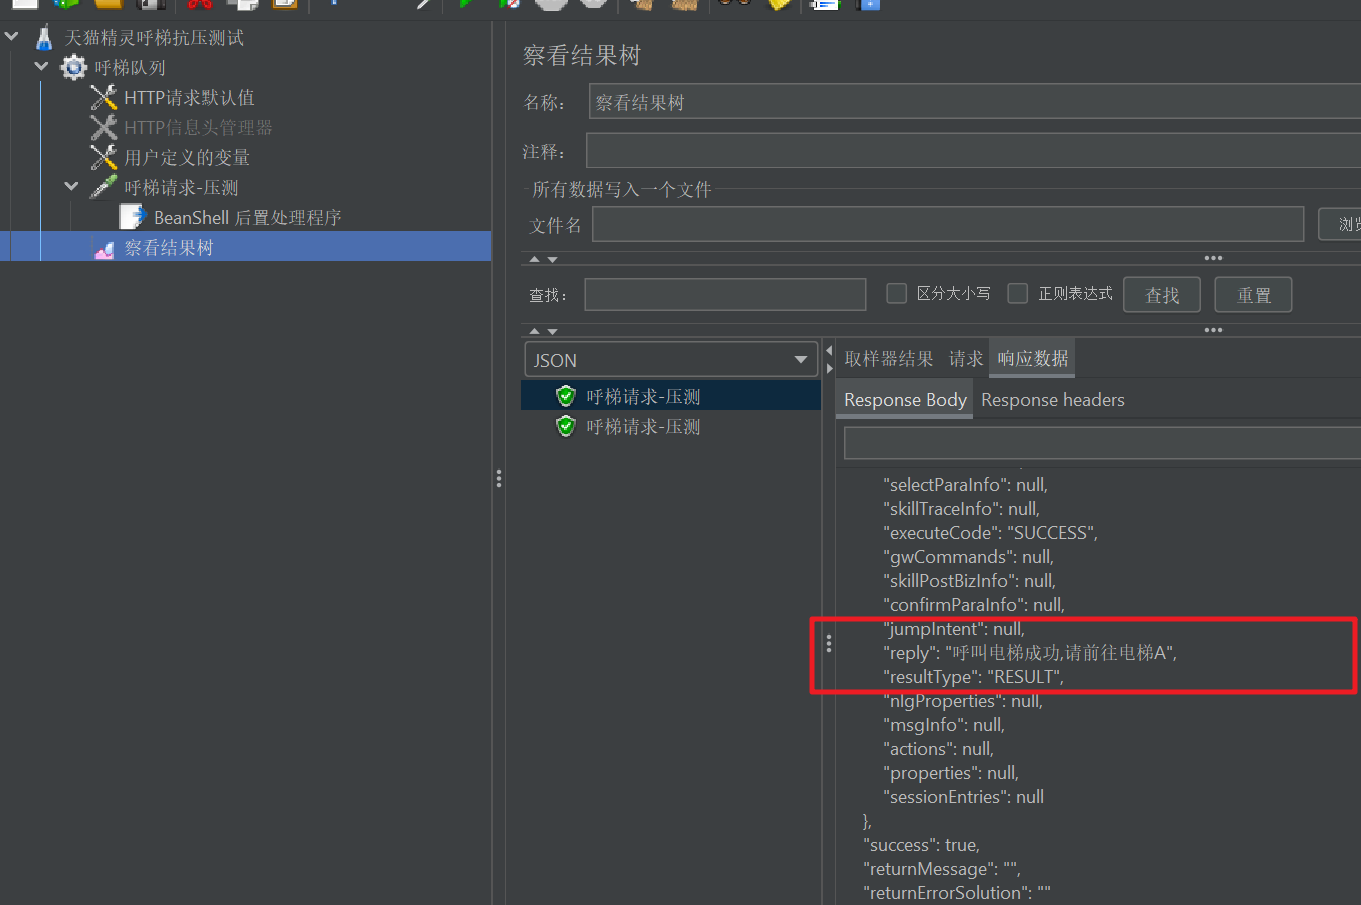 天猫精灵呼梯抗压测试
呼梯队列
HTTP请求默认值
HTTP信息头管理器
用户定义的变量
呼梯请求-压测
BeanShell 后置处理程序
察看结果树
察看结果树
名称：
察看结果树
注释：
所有数据写入一个文件
文件名
查找：
区分大小写
正则表达式
查找
重置
JSON
呼梯请求-压测
呼梯请求-压测
取样器结果 请求 响应数据
Response Body Response headers
"selectParaInfo": null,
"skillTraceInfo": null,
"executeCode": "SUCCESS",
"gwCommands": null,
"skillPostBizInfo": null,
"confirmParaInfo": null,
"jumpIntent": null,
"reply": "呼叫电梯成功,请前往电梯A",
"resultType": "RESULT",
"nlgProperties": null,
"msgInfo": null,
"actions": null,
"properties": null,
"sessionEntries": null
},
"success": true,
"returnMessage": "",
"returnErrorSolution": ""